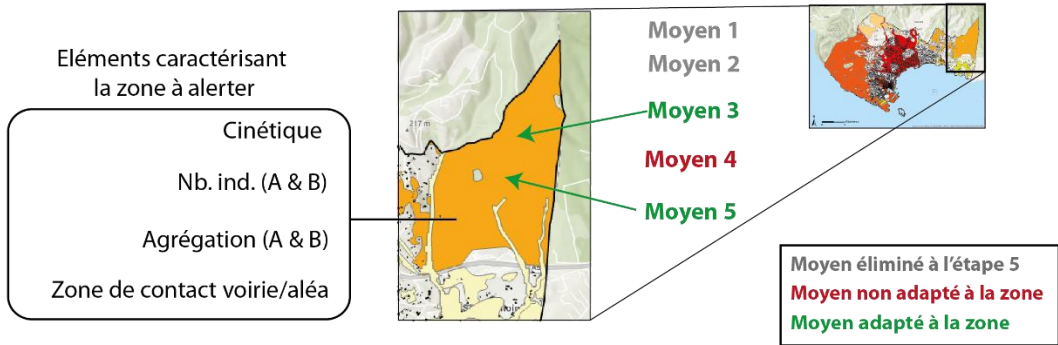 Eléments caractérisant
la zone à alerter
Cinétique
Nb. ind. (A & B)
Agrégation (A & B)
Zone de contact voirie/aléa
217 m
Moyen 1
Moyen 2
Moyen 3
Moyen 4
Moyen 5
Moyen éliminé à l'étape 5
Moyen non adapté à la zone
Moyen adapté à la zone